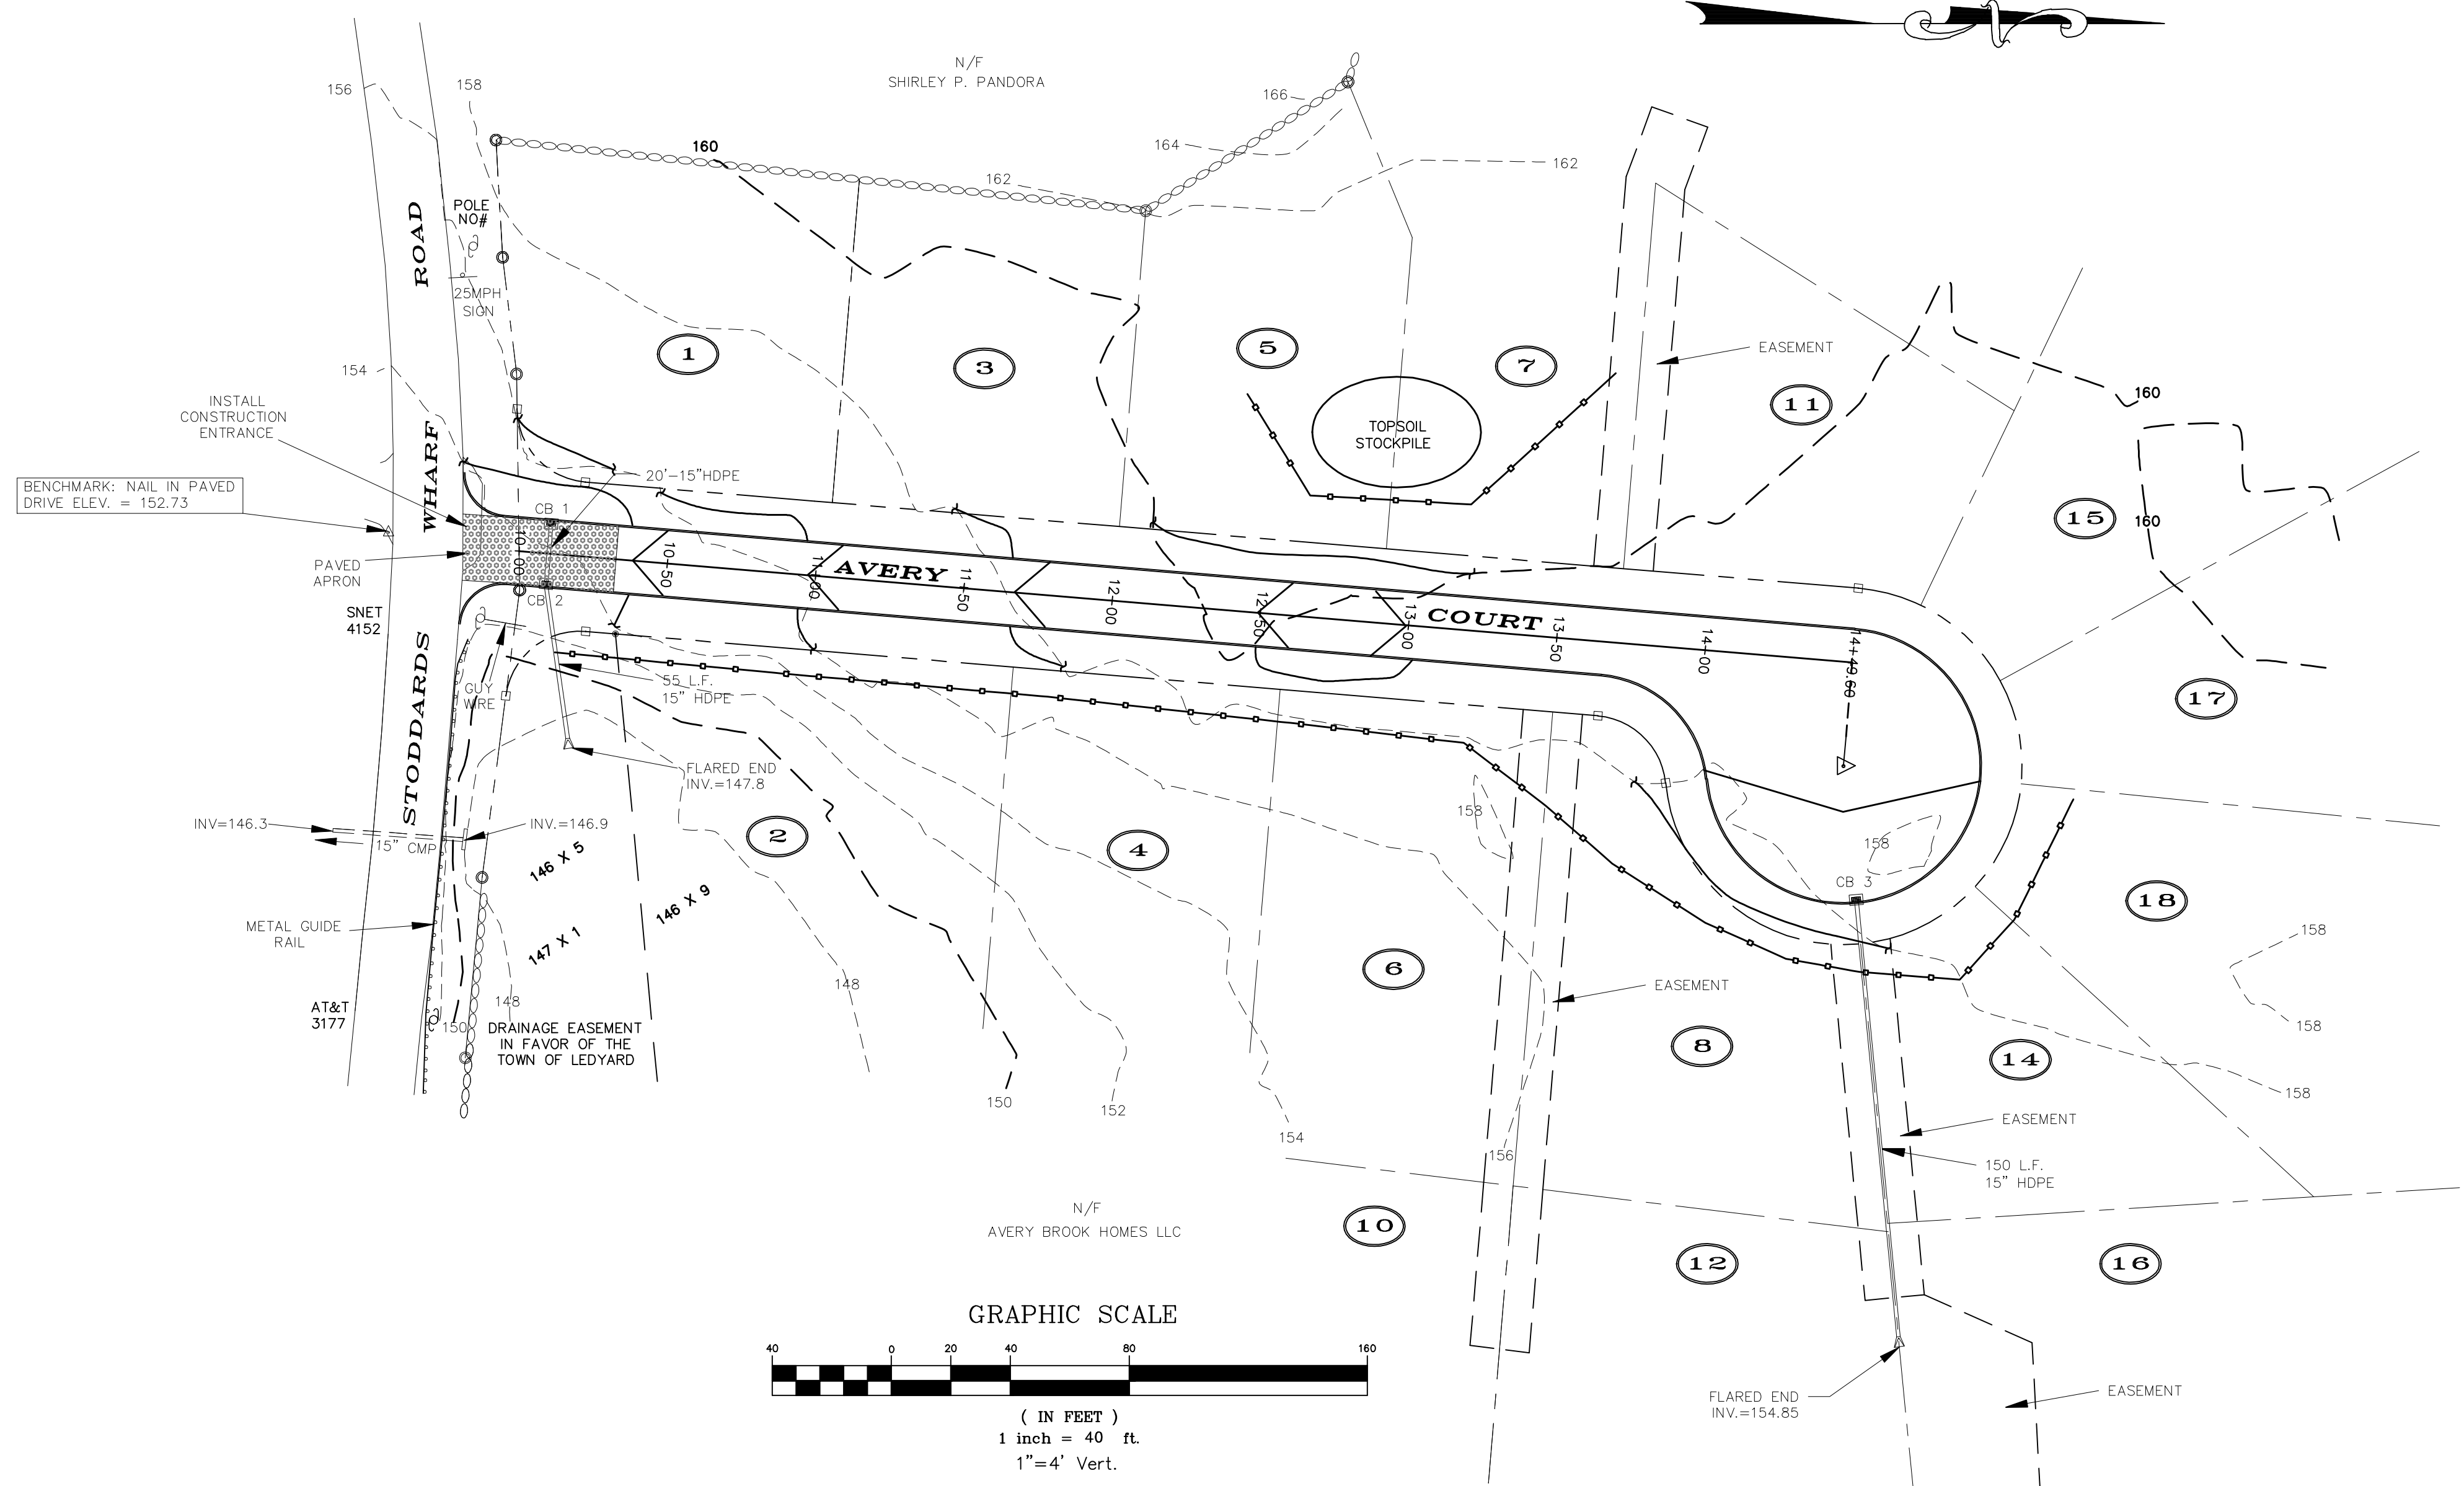 N/F
SHIRLEY P. PANDORA
156
158
160
166
164
162
162
POLE
NO#
25MPH
SIGN
154
STODDARDS WHARF ROAD
INSTALL
CONSTRUCTION
ENTRANCE
BENCHMARK: NAIL IN PAVED
DRIVE ELEV. = 152.73
PAVED
APRON
SNET
4152
1
3
5
7
11
15
17
18
EASEMENT
TOPSOIL
STOCKPILE
160
160
20'-15"HDPE
CB 1
CB 2
AVERY COURT
10+00
10+50
11+00
11+50
12+00
12+50
13+00
13+50
14+00
14+49.60
GUY
WIRE
55 L.F.
15" HDPE
FLARED END
INV.=147.8
INV=146.3
INV.=146.9
15" CMP
146 X 5
146 X 9
147 X 1
METAL GUIDE
RAIL
AT&T
3177
150
148
148
DRAINAGE EASEMENT
IN FAVOR OF THE
TOWN OF LEDYARD
2
4
6
8
10
12
14
16
150
152
154
156
158
158
CB 3
158
158
158
EASEMENT
EASEMENT
150 L.F.
15" HDPE
EASEMENT
FLARED END
INV.=154.85
N/F
AVERY BROOK HOMES LLC
GRAPHIC SCALE
40 0 20 40 80 160
( IN FEET )
1 inch = 40 ft.
1"=4' Vert.